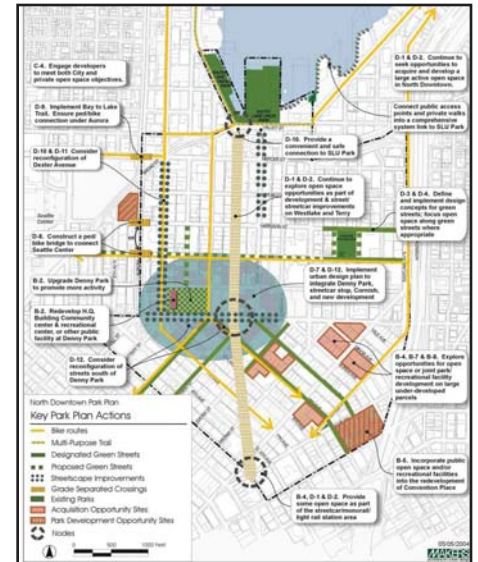 C-4. Engage developers
to meet both City and
private open space objectives.
D-9. Implement Bay to Lake
Trail. Ensure ped/bike
connection under Aurora
D-10 & D-11 Consider
reconfiguration of
Dexter Avenue
Seattle
Center
D-8. Construct a ped/
bike bridge to connect
Seattle Center
B-2. Upgrade Denny Park
to promote more activity
B-2. Redevelop H.Q.
Building Community
center & recreational
center, or other public
facility at Denny Park
D-12. Consider
reconfiguration of
streets south of
Denny Park
D-1 & D-2. Continue to
seek opportunities to
acquire and develop a
large active open space
in North Downtown.
Connect public access
points and private walks
into a comprehensive
system link to SLU Park
D-10. Provide a
convenient and safe
connection to SLU Park
D-1 & D-2. Continue to
explore open space
opportunities as part of
development & street/
streetcar improvements
on Westlake and Terry
D-3 & D-4. Define
and implement design
concepts for green
streets; focus open
space along green
streets where
appropriate
D-7 & D-12. Implement
urban design plan to
integrate Denny Park,
streetcar stop, Cornish,
and new development
B-4, D-7 & B-8. Explore
opportunities for open
space or joint park/
recreational facility
development on large
under-developed
parcels
B-5. Incorporate public
open space and/or
recreational facilities
into the redevelopment
of Convention Place
B-4, D-1 & D-2. Provide
some open space as part
of the streetcar/monorail/
light rail station area
North Downtown Park Plan
Key Park Plan Actions
Bike routes
Multi-Purpose Trail
Designated Green Streets
Proposed Green Streets
Streetscape Improvements
Grade Separated Crossings
Existing Parks
Acquisition Opportunity Sites
Park Development Opportunity Sites
Nodes
0 500 1000 Feet
05/05/2004
MAKERS